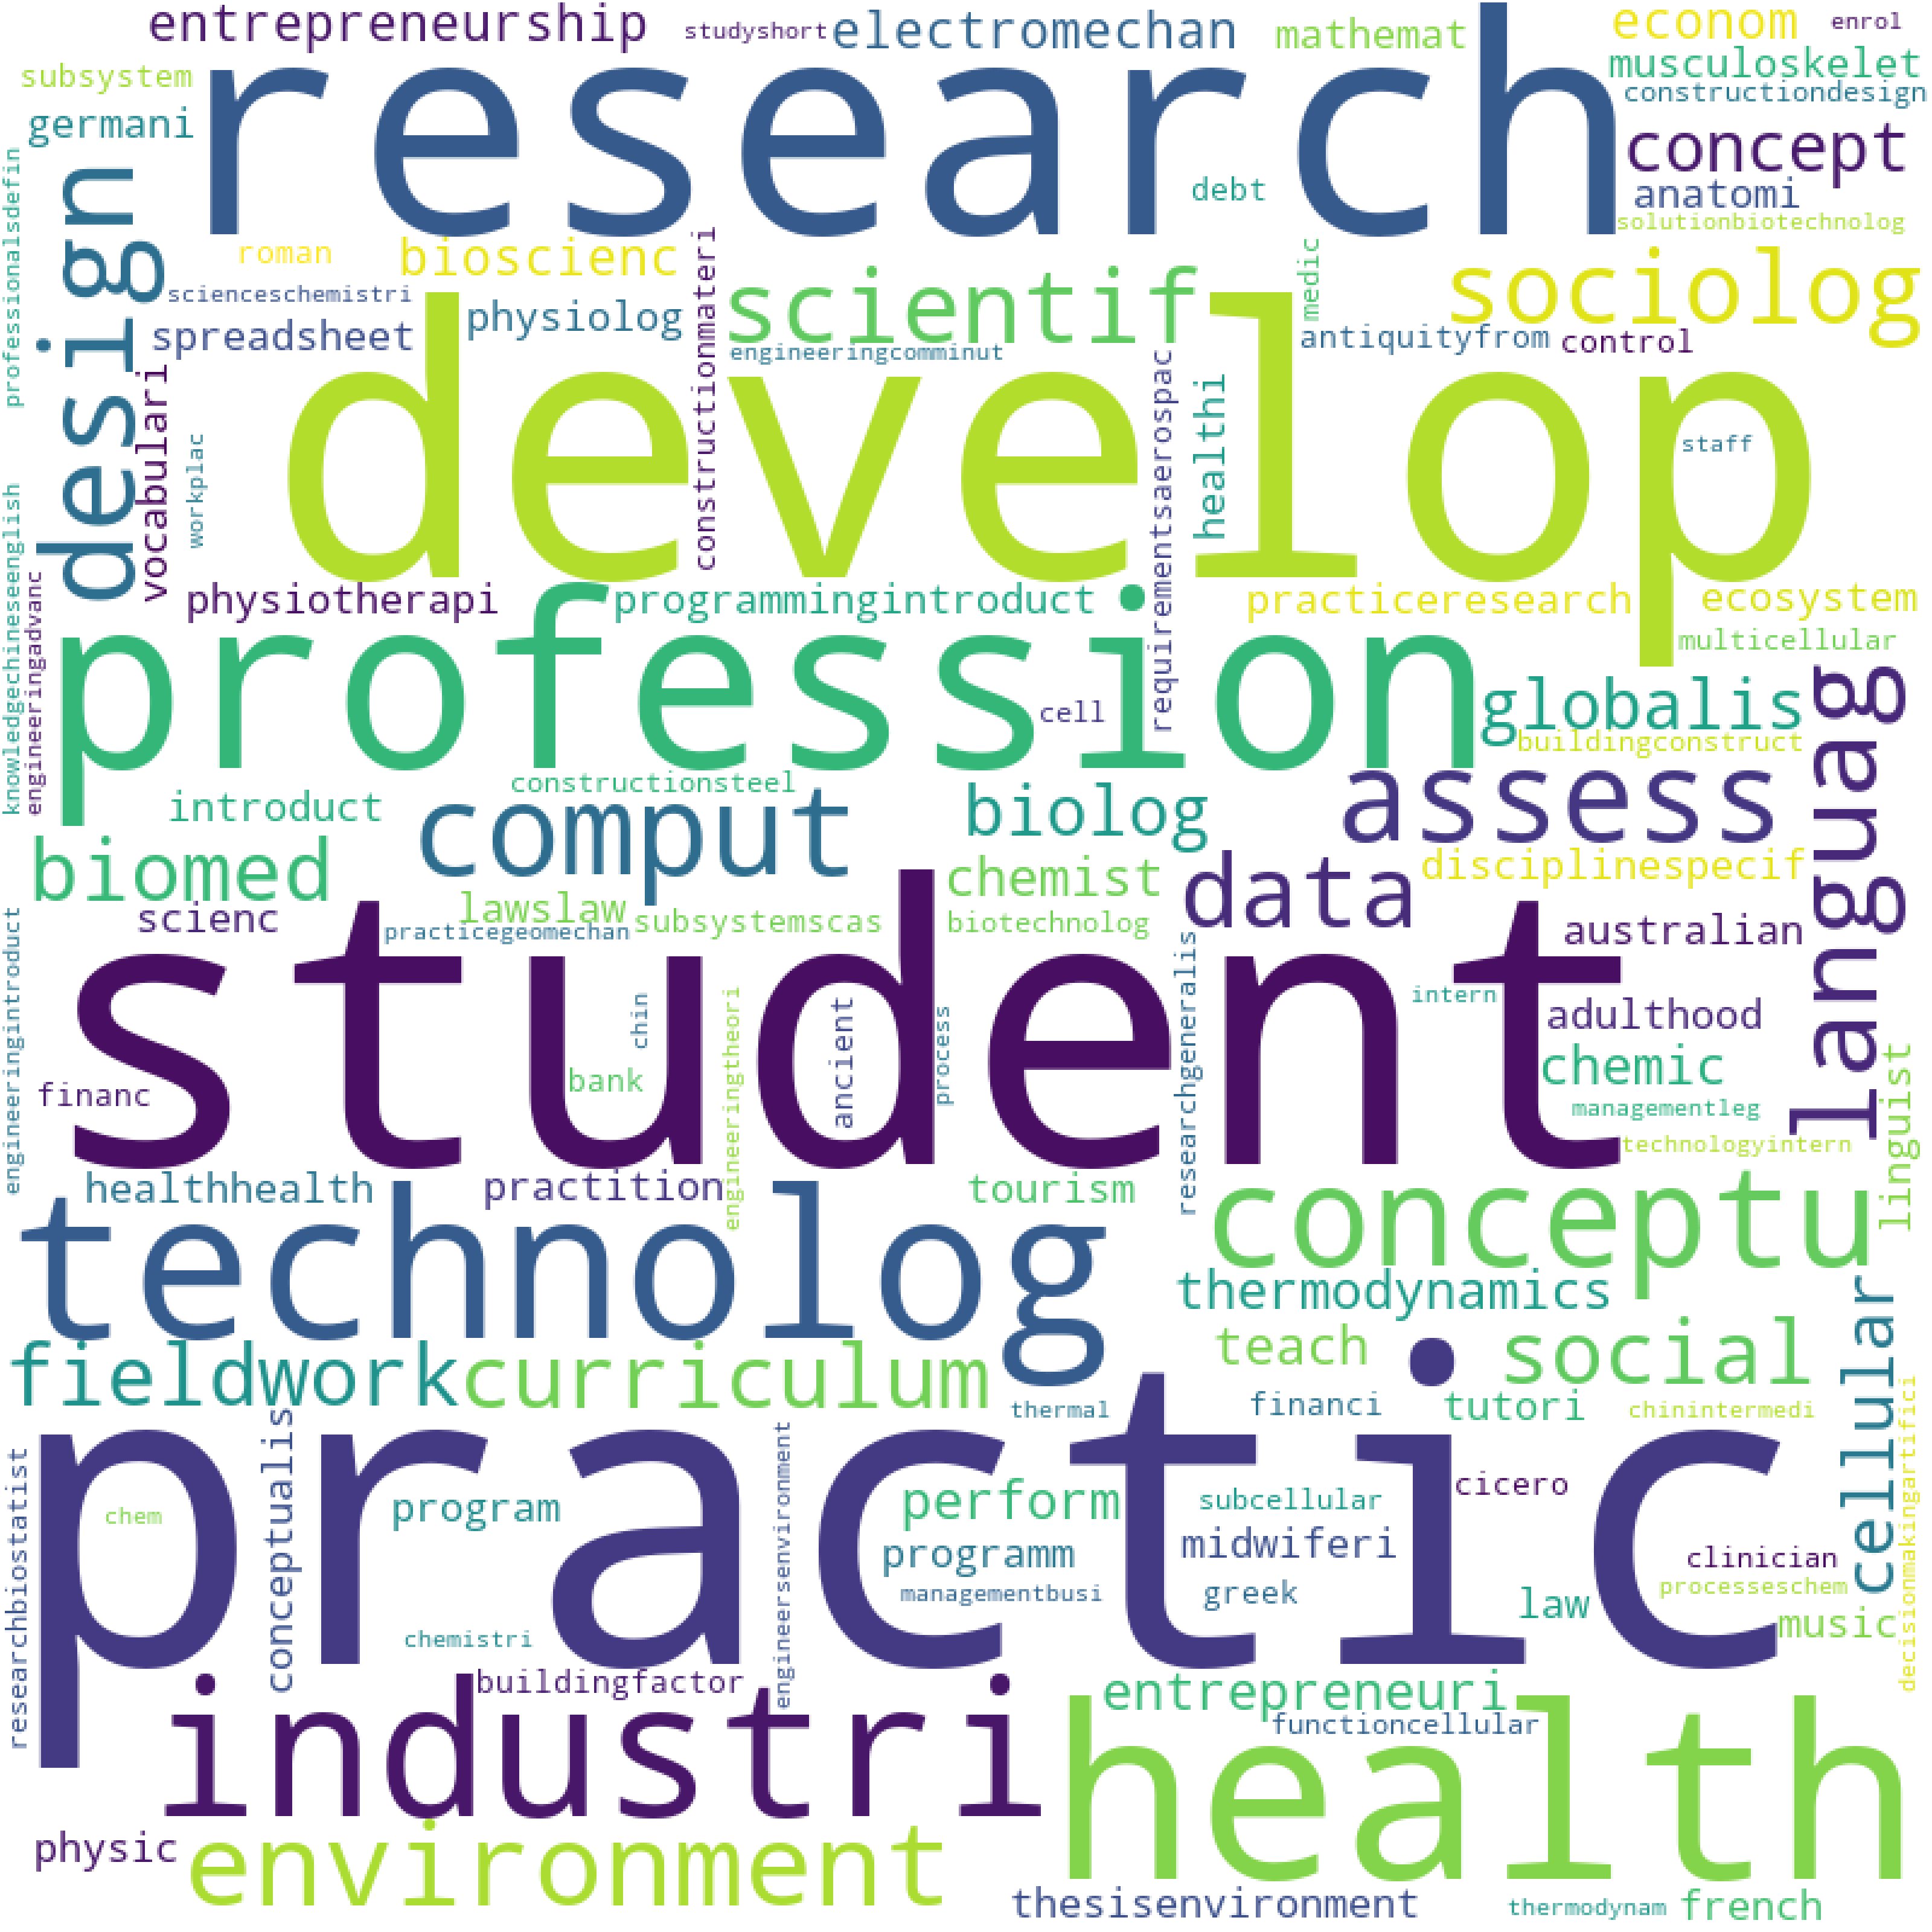 entrepreneurship
studyshort
electromechan
mathemat
econom
enrol
subsystem
research
musculoskelet
constructiondesign
germani
concept
professionalsdefin
design
debt
anatomi
solutionbiotechnolog
roman
bioscienc
constructionmateri
scientif
medic
sociolog
scienceschemistri
physiolog
spreadsheet
engineeringcomminut
antiquityfrom
control
vocabulari
develop
requirementsaerospac
healthi
workplac
staff
knowledgechineseenglish
engineeringadvanc
physiotherapi
programmingintroduct
practiceresearch
ecosystem
multicellular
profession
cell
globalis
languag
buildingconstruct
constructionsteel
introduct
comput
biolog
assess
biomed
chemist
data
disciplinespecif
scienc
lawslaw
subsystemscas
biotechnolog
practicegeomechan
australian
engineeringintroduct
student
researchgeneralis
intern
chin
engineeringtheori
ancient
process
adulthood
financ
bank
chemic
linguist
managementleg
technologyintern
healthhealth
practition
tourism
conceptu
technolog
thermodynamics
cellular
fieldwork
curriculum
teach
social
thermal
financi
tutori
chinintermedi
decisionmakingartifici
researchbiostatist
conceptualis
practic
engineersenvironment
chem
program
perform
subcellular
cicero
programm
midwiferi
clinician
managementbusi
greek
processeschem
law
music
chemistri
buildingfactor
industri
entrepreneuri
functioncellular
health
physic
environment
thesisenvironment
thermodynam
french